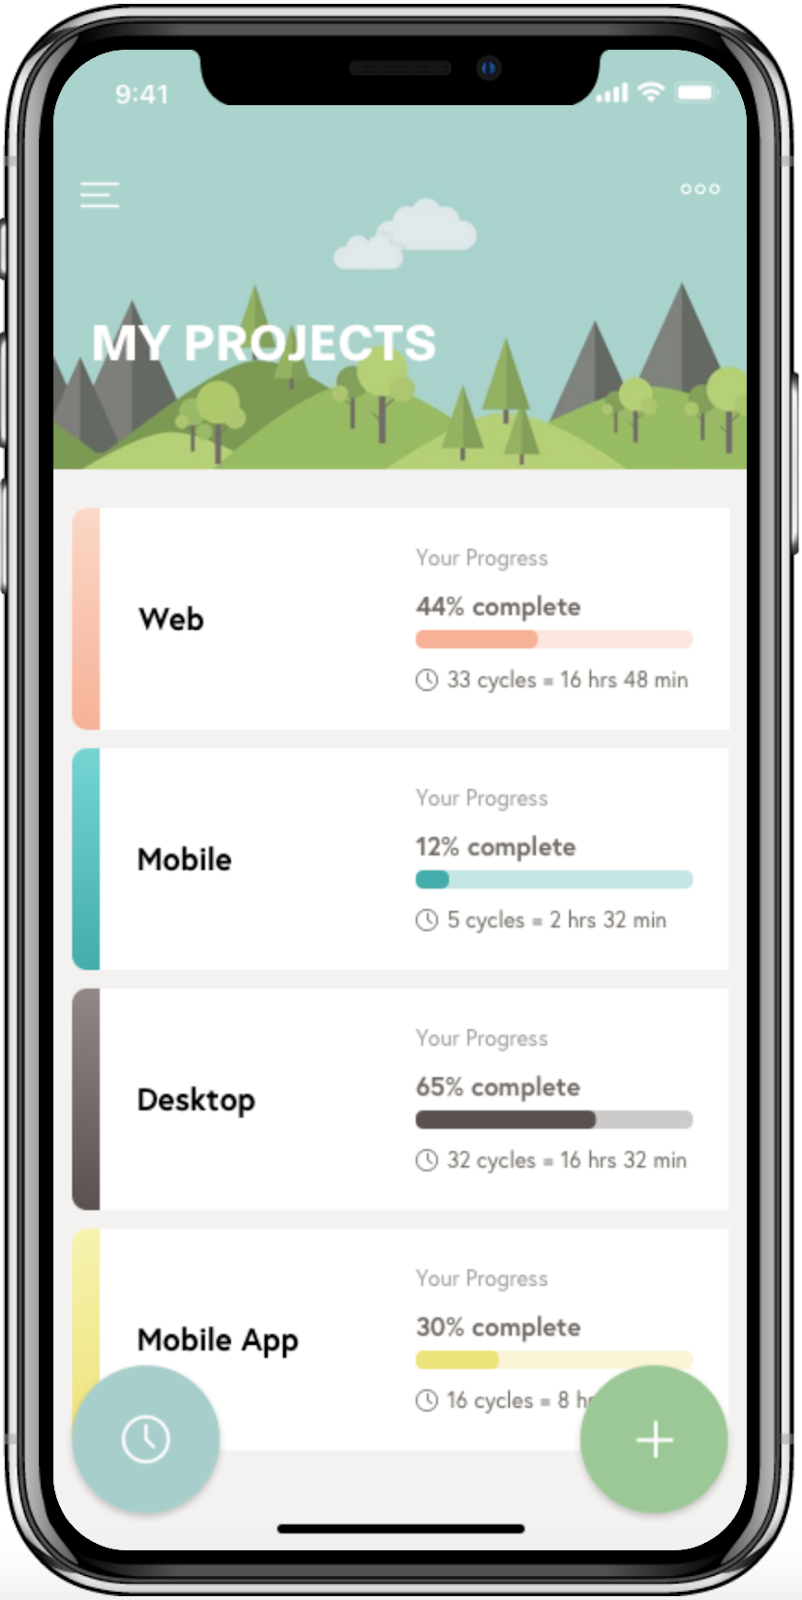 9:41
MY PROJECTS
Web
Your Progress
44% complete
33 cycles = 16 hrs 48 min
Mobile
Your Progress
12% complete
5 cycles = 2 hrs 32 min
Desktop
Your Progress
65% complete
32 cycles = 16 hrs 32 min
Mobile App
Your Progress
30% complete
16 cycles = 8